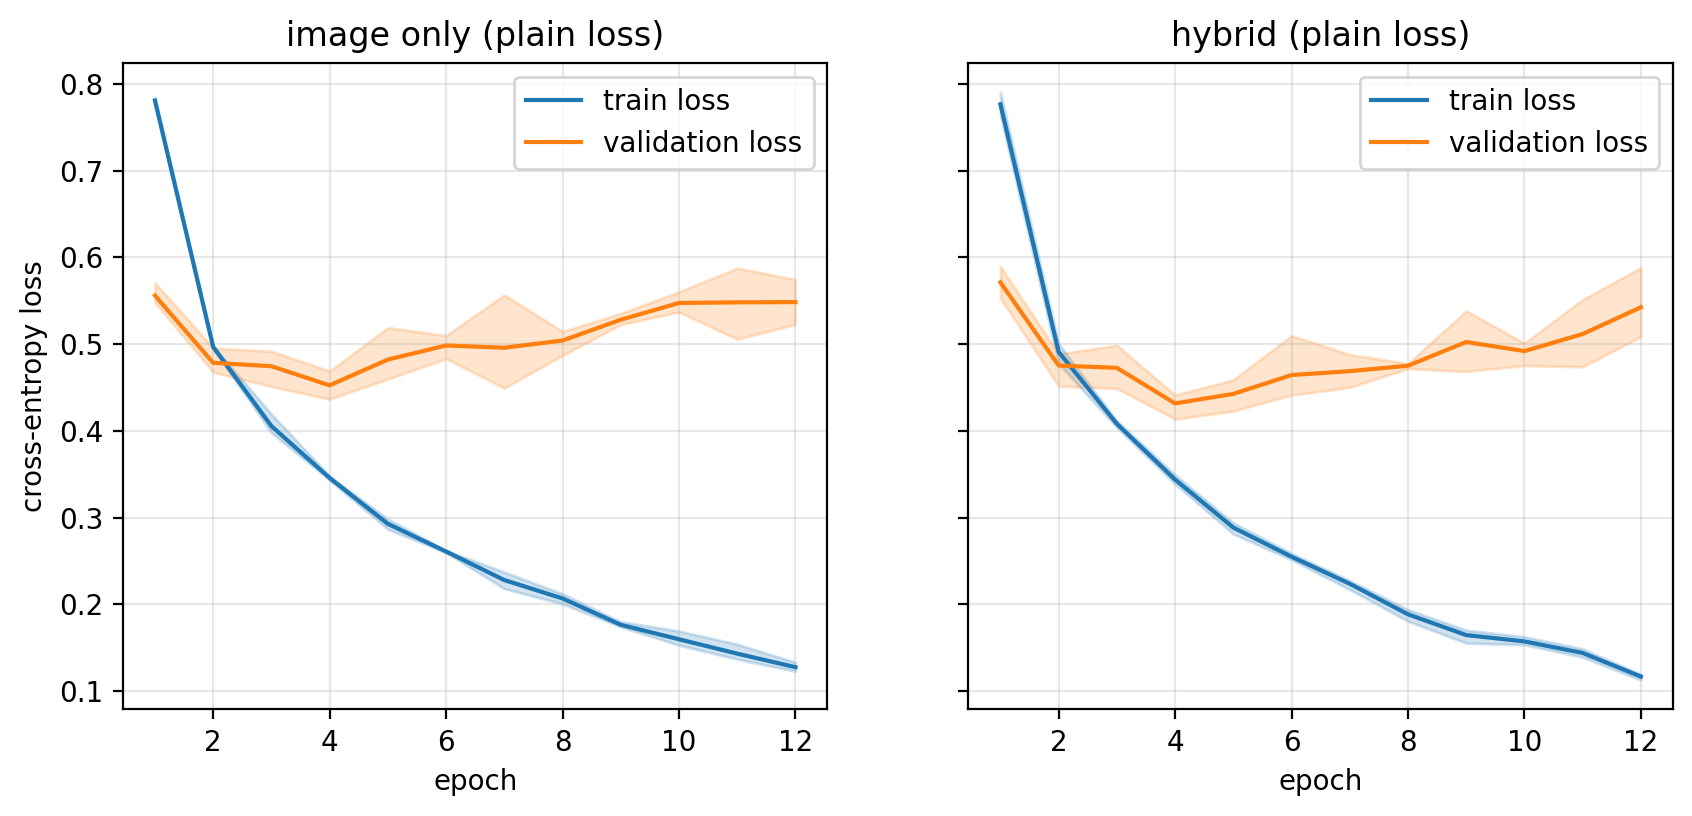 image only (plain loss)
hybrid (plain loss)
train loss
validation loss
train loss
validation loss
cross-entropy loss
0.8
0.7
0.6
0.5
0.4
0.3
0.2
0.1
2 4 6 8 10 12
2 4 6 8 10 12
epoch
epoch